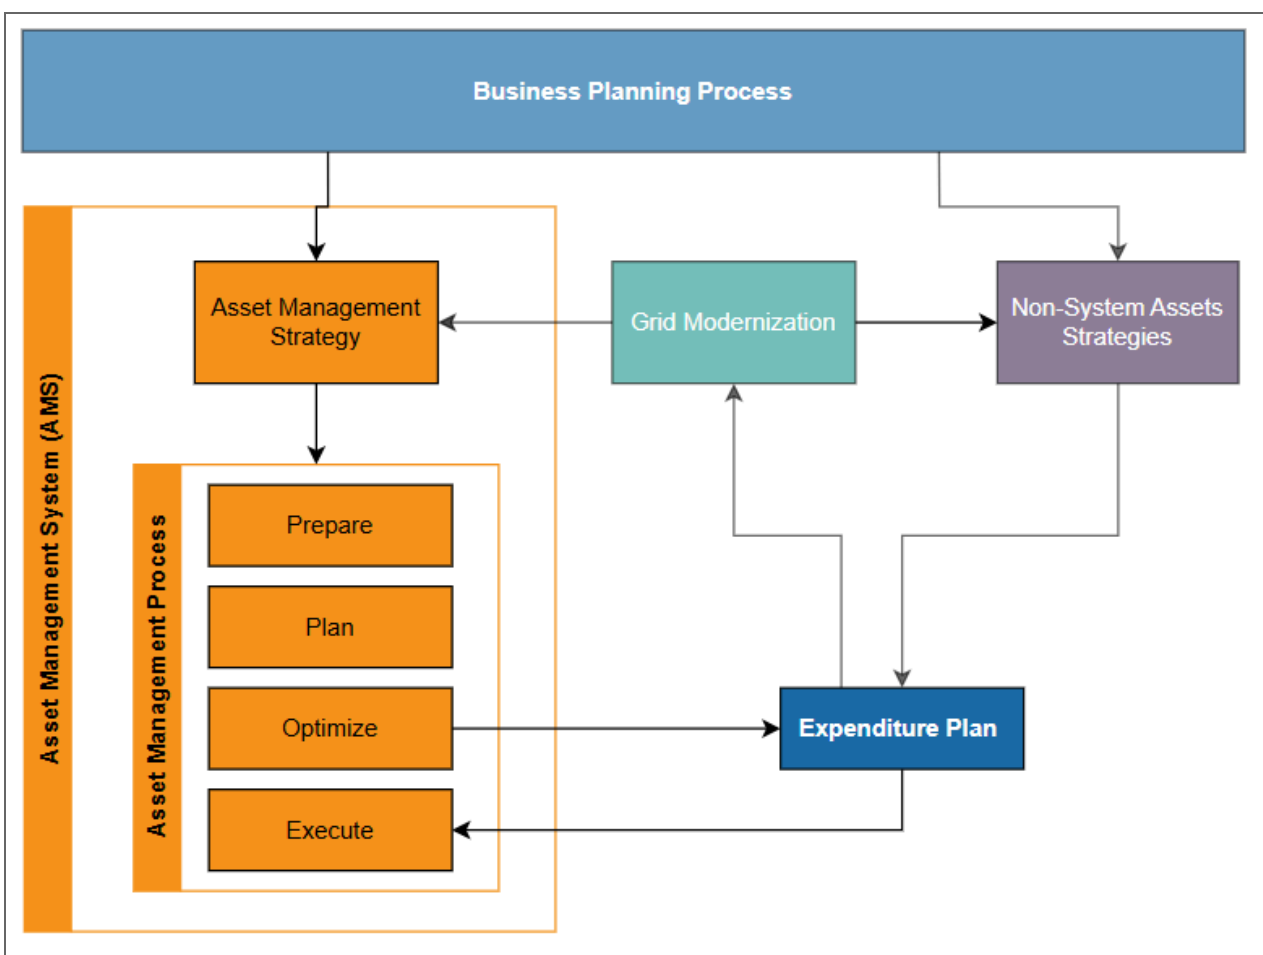 Business Planning Process
Asset Management System (AMS)
Asset Management
Strategy
Grid Modernization
Non-System Assets
Strategies
Asset Management Process
Prepare
Plan
Optimize
Execute
Expenditure Plan